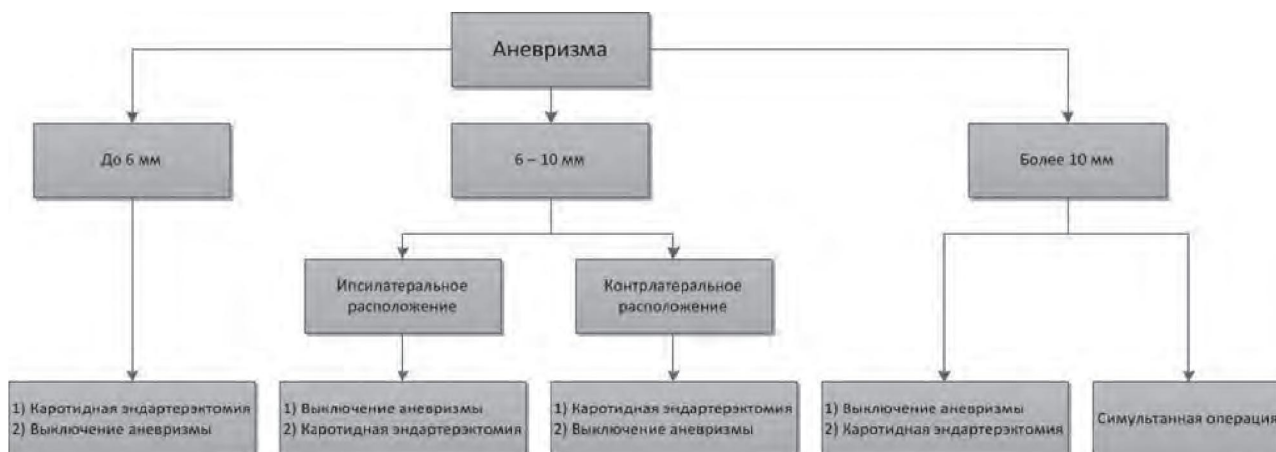 Аневризма
До 6 мм
6 – 10 мм
Более 10 мм
Ипсилатеральное
расположение
Контрлатеральное
расположение
1) Каротидная эндартерэктомия
2) Выключение аневризмы
1) Выключение аневризмы
2) Каротидная эндартерэктомия
1) Каротидная эндартерэктомия
2) Выключение аневризмы
1) Выключение аневризмы
2) Каротидная эндартерэктомия
Симультанная операция